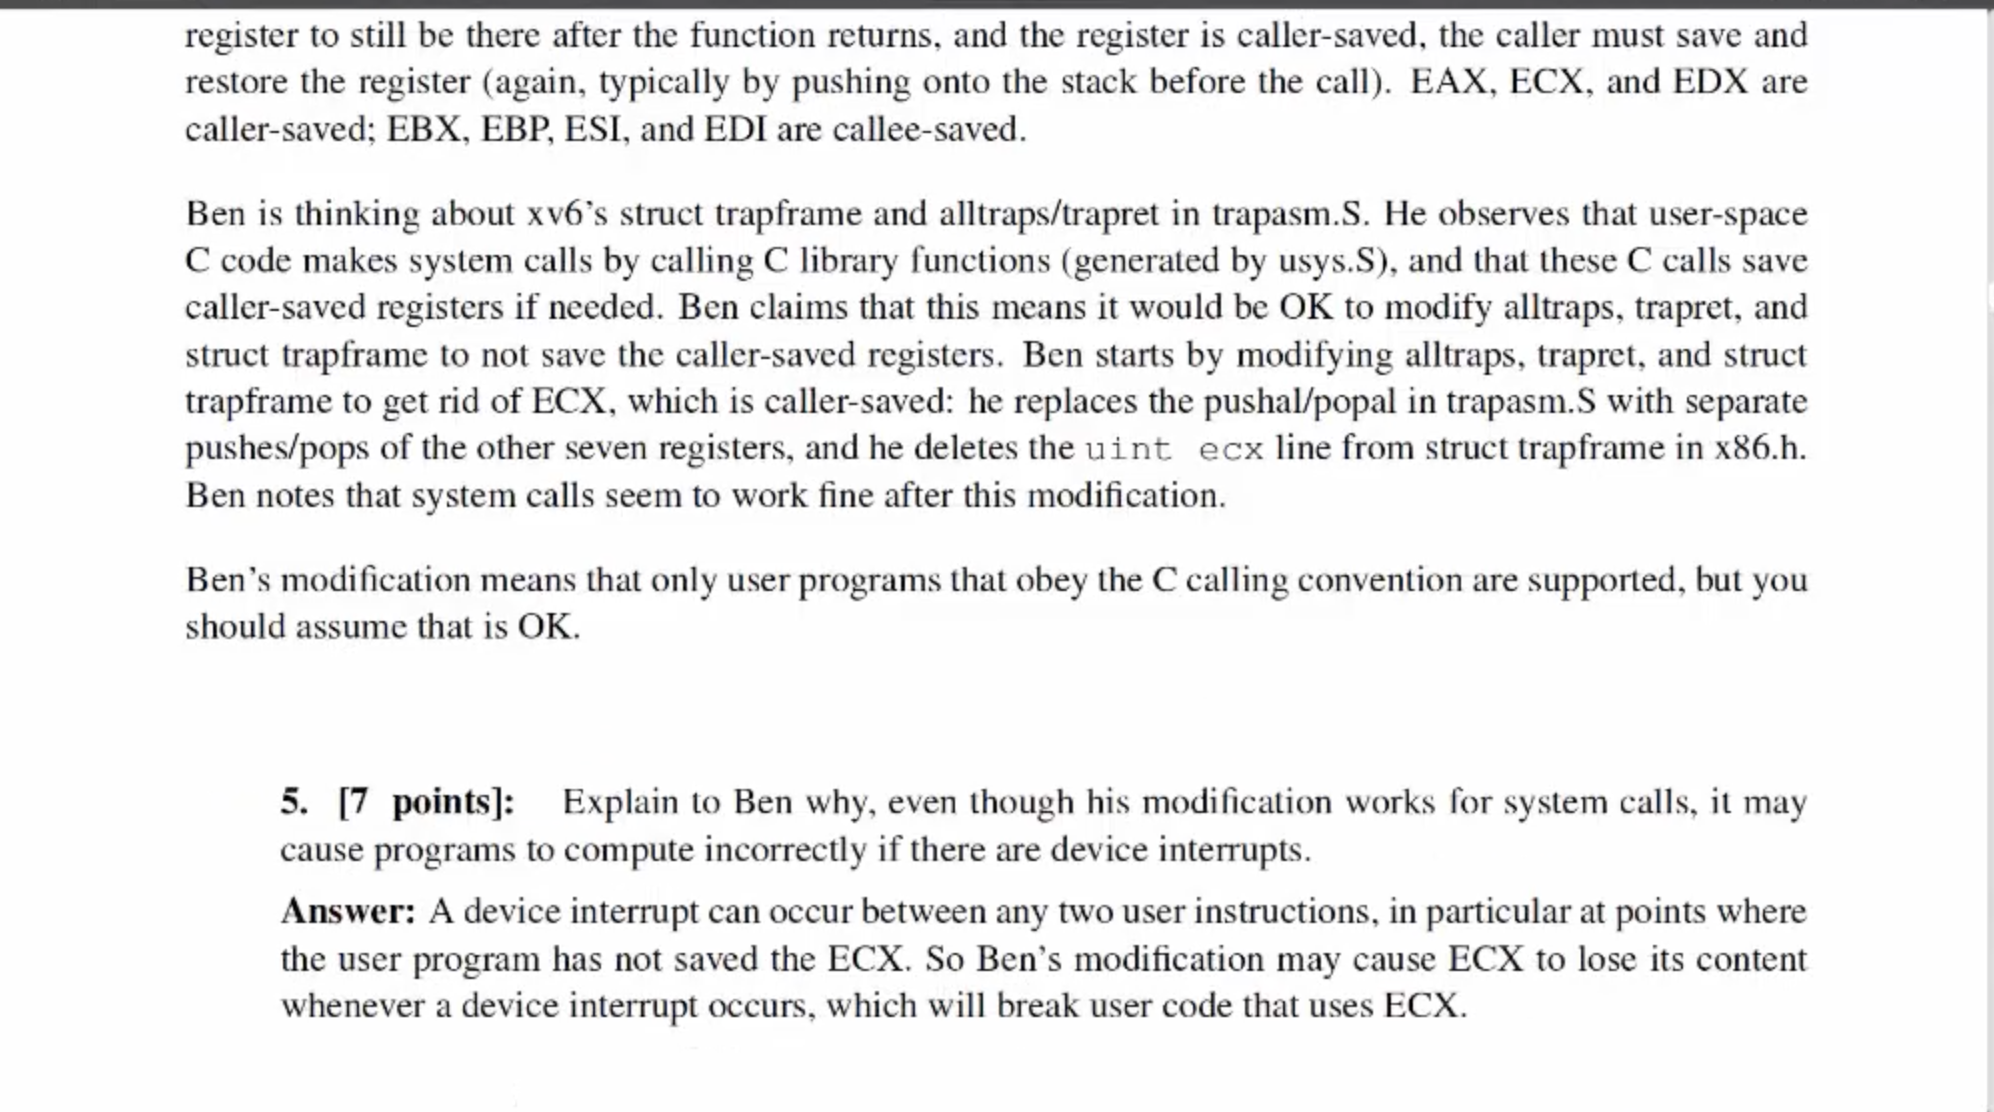 register to still be there after the function returns, and the register is caller-saved, the caller must save and
restore the register (again, typically by pushing onto the stack before the call). EAX, ECX, and EDX are
caller-saved; EBX, EBP, ESI, and EDI are callee-saved.
Ben is thinking about xv6's struct trapframe and alltraps/trapret in trapasm.S. He observes that user-space
C code makes system calls by calling C library functions (generated by usys.S), and that these C calls save
caller-saved registers if needed. Ben claims that this means it would be OK to modify alltraps, trapret, and
struct trapframe to not save the caller-saved registers. Ben starts by modifying alltraps, trapret, and struct
trapframe to get rid of ECX, which is caller-saved: he replaces the pushal/popal in trapasm.S with separate
pushes/pops of the other seven registers, and he deletes the uint ecx line from struct trapframe in x86.h.
Ben notes that system calls seem to work fine after this modification.
Ben's modification means that only user programs that obey the C calling convention are supported, but you
should assume that is OK.
5. [7 points]: Explain to Ben why, even though his modification works for system calls, it may
cause programs to compute incorrectly if there are device interrupts.
Answer: A device interrupt can occur between any two user instructions, in particular at points where
the user program has not saved the ECX. So Ben's modification may cause ECX to lose its content
whenever a device interrupt occurs, which will break user code that uses ECX.